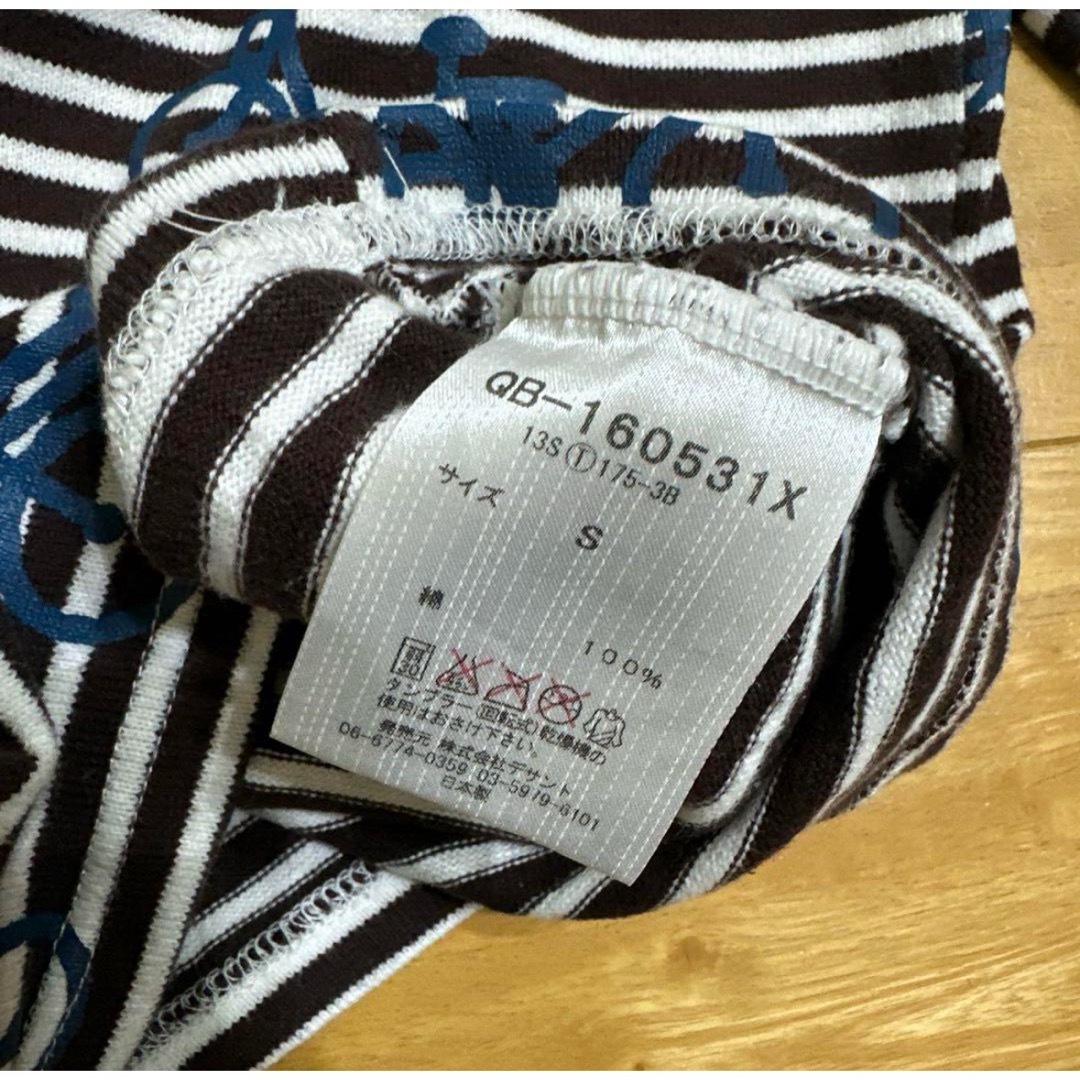 QB-160531X
13S Ⓣ 175-3B
サイズ
S
綿
100%
タンブラー(回転式)乾燥機の
使用はおさけ下さい。
発売元 株式会社デサント
06-6774-0359 03-5979-6101
日本製